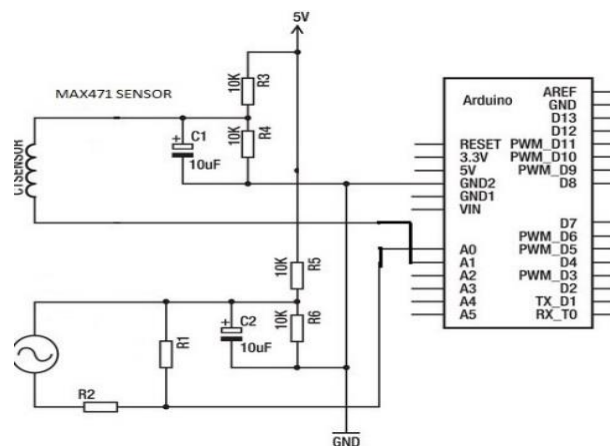 5V
MAX471 SENSOR
10K
R3
10K
R4
C1
+
10uF
CTSENSOR
Arduino
RESET
3.3V
5V
GND2
GND1
VIN
A0
A1
A2
A3
A4
A5
AREF
GND
D13
D12
PWM_D11
PWM_D10
PWM_D9
D8
D7
PWM_D6
PWM_D5
D4
PWM_D3
D2
TX_D1
RX_T0
10K
R5
10K
R6
C2
+
10uF
R1
R2
GND